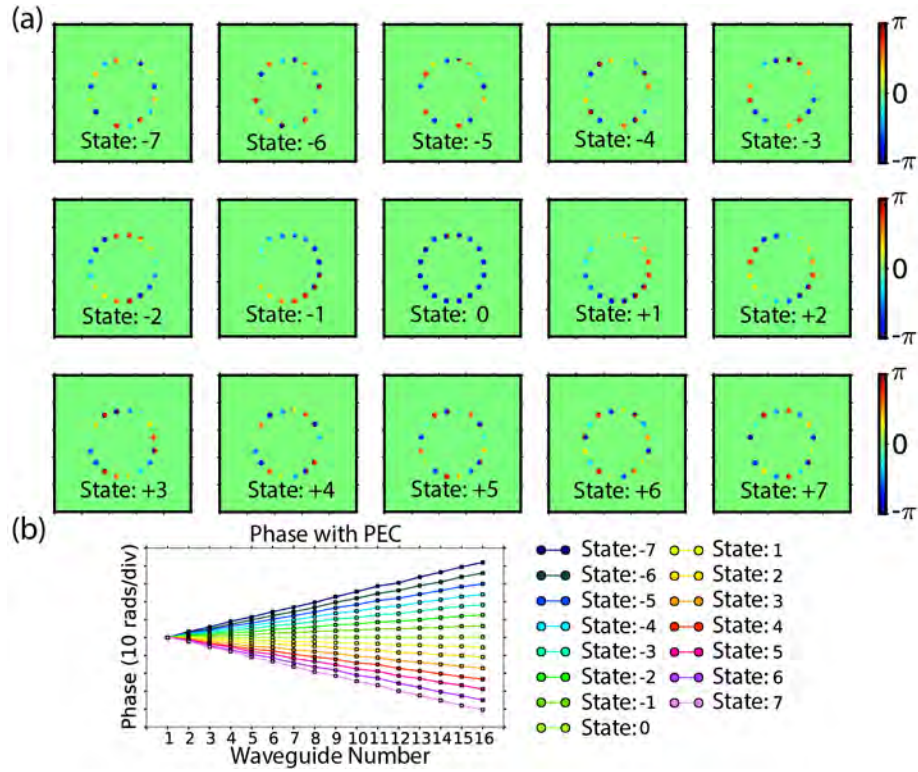 (a)
State: -7 State: -6 State: -5 State: -4 State: -3
π
0
-π
State: -2 State: -1 State: 0 State: +1 State: +2
π
0
-π
State: +3 State: +4 State: +5 State: +6 State: +7
π
0
-π
(b)
Phase with PEC
Phase (10 rads/div)
1 2 3 4 5 6 7 8 9 10 11 12 13 14 15 16
Waveguide Number
State: -7 State: 1
State: -6 State: 2
State: -5 State: 3
State: -4 State: 4
State: -3 State: 5
State: -2 State: 6
State: -1 State: 7
State: 0